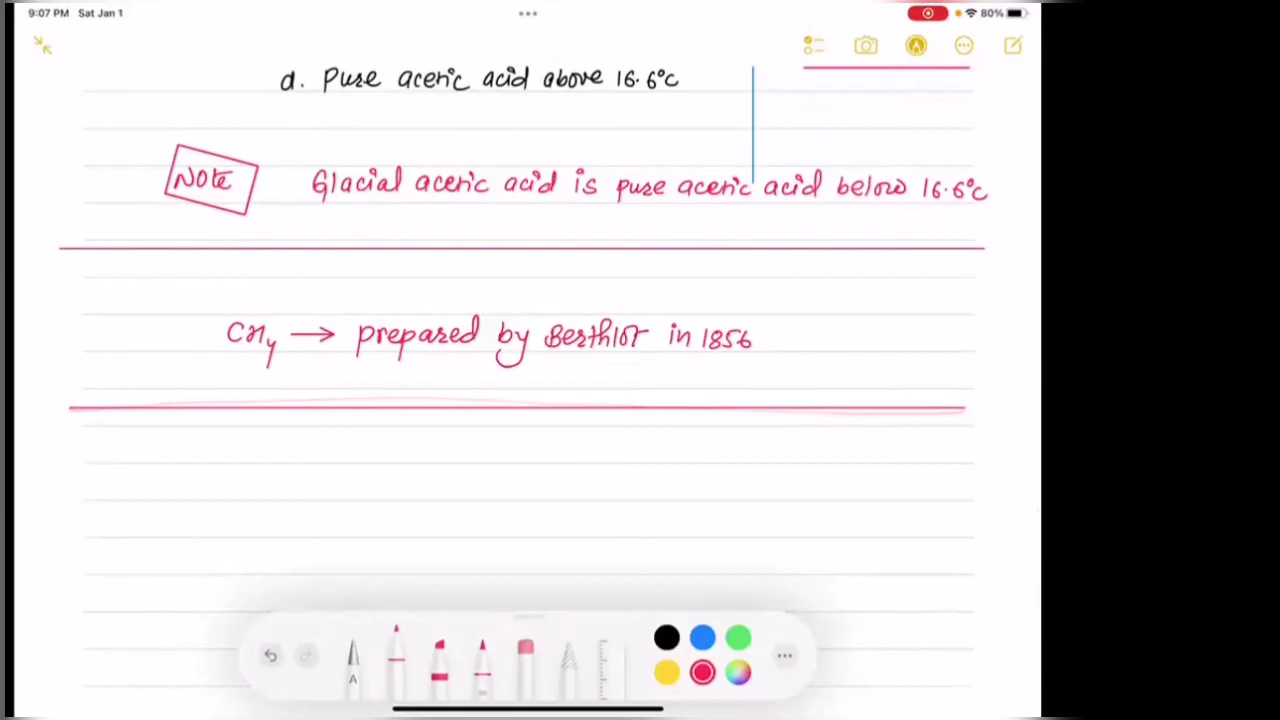 9:07 PM Sat Jan 1
80%
d. Pure acetic acid above 16.6°C
Note Glacial acetic acid is pure acetic acid below 16.6°C
CH4 → prepared by Berthlot in 1856
A
50